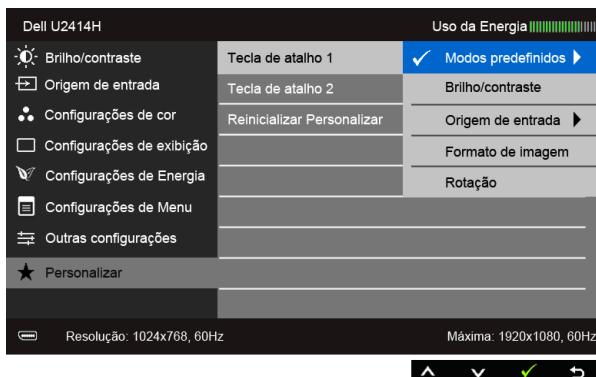 Dell U2414H
Uso da Energia
Brilho/contraste
Tecla de atalho 1
Modos predefinidos
Origem de entrada
Tecla de atalho 2
Brilho/contraste
Configurações de cor
Reinicializar Personalizar
Origem de entrada
Configurações de exibição
Formato de imagem
Configurações de Energia
Rotação
Configurações de Menu
Outras configurações
Personalizar
Resolução: 1024x768, 60Hz
Máxima: 1920x1080, 60Hz